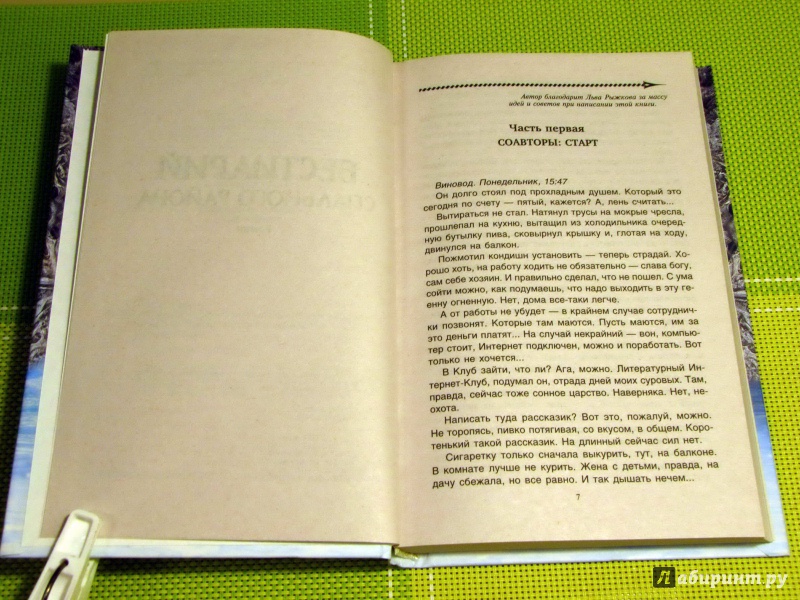 БЕСТИАРИЙ
Автор благодарит Льва Рыжкова за массу
идей и советов при написании этой книги.
Часть первая
СОАВТОРЫ: СТАРТ
Виновод. Понедельник, 15:47
Он долго стоял под прохладным душем. Который это
сегодня по счету — пятый, кажется? А, лень считать...
Вытираться не стал. Натянул трусы на мокрые чресла,
прошлепал на кухню, вытащил из холодильника очеред-
ную бутылку пива, сковырнул крышку и, глотая на ходу,
двинулся на балкон.
Пожмотил кондишн установить — теперь страдай. Хо-
рошо хоть, на работу ходить не обязательно — слава богу,
сам себе хозяин. И правильно сделал, что не пошел. С ума
сойти можно, как подумаешь, что надо выходить в эту ге-
енну огненную. Нет, дома все-таки легче.
А от работы не убудет — в крайнем случае сотруднич-
ки позвонят. Которые там маются. Пусть маются, им за
это деньги платят... На случай некрайний — вон, компью-
тер стоит, Интернет подключен, можно и поработать. Вот
только не хочется...
В Клуб зайти, что ли? Ага, можно. Литературный Ин-
тернет-Клуб, подумал он, отрада дней моих суровых. Там,
правда, сейчас тоже сонное царство. Наверняка. Нет, не-
охота.
Написать туда рассказик? Вот это, пожалуй, можно.
Не торопясь, пивко потягивая, со вкусом, в общем. Коро-
тенький такой рассказик. На длинный сейчас сил нет.
Сигаретку только сначала выкурить, тут, на балконе.
В комнате лучше не курить. Жена с детьми, правда, на
дачу сбежала, но все равно. И так дышать нечем...
7
Лабиринт.ру